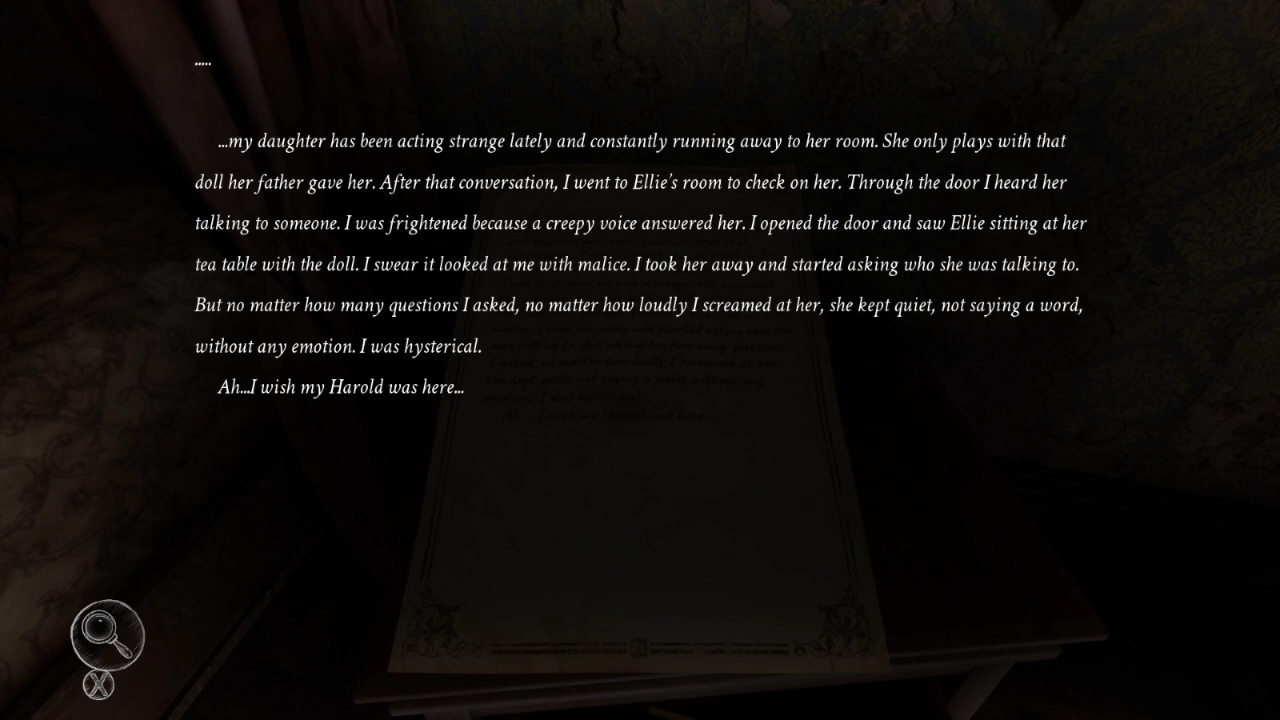 .....
...my daughter has been acting strange lately and constantly running away to her room. She only plays with that
doll her father gave her. After that conversation, I went to Ellie's room to check on her. Through the door I heard her
talking to someone. I was frightened because a creepy voice answered her. I opened the door and saw Ellie sitting at her
tea table with the doll. I swear it looked at me with malice. I took her away and started asking who she was talking to.
But no matter how many questions I asked, no matter how loudly I screamed at her, she kept quiet, not saying a word,
without any emotion. I was hysterical.
Ah...I wish my Harold was here...
X